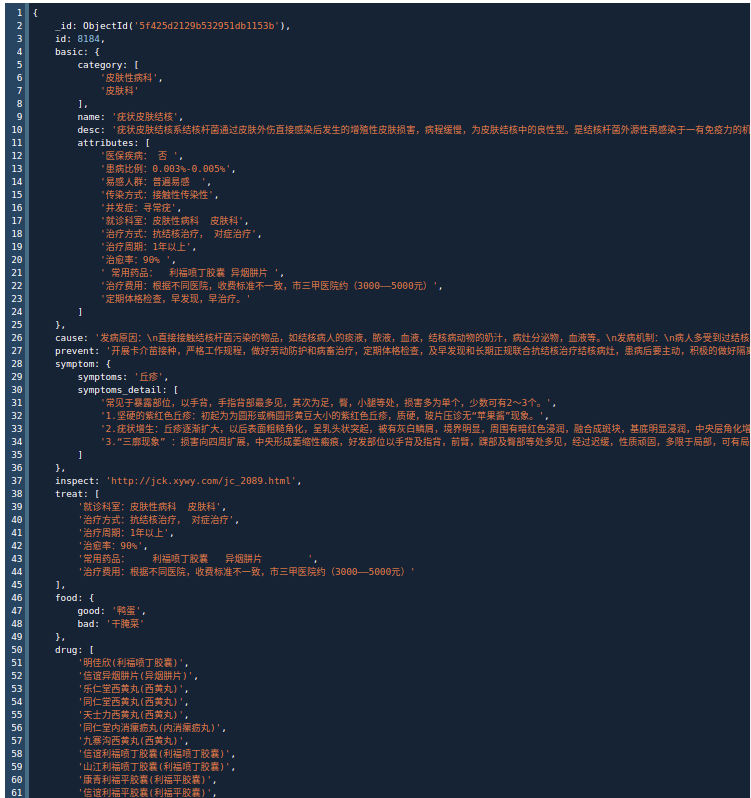 1 {
2 _id: ObjectId('5f425d2129b532951db1153b'),
3 id: 8184,
4 basic: {
5 category: [
6 '皮肤性病科',
7 '皮肤科'
8 ],
9 name: '疣状皮肤结核',
10 desc: '疣状皮肤结核系结核杆菌通过皮肤外伤直接感染后发生的增殖性皮肤损害，病程缓慢，为皮肤结核中的良性型。是结核杆菌外源性再感染于一有免疫力的机
11 attributes: [
12 '医保疾病： 否 ',
13 '患病比例：0.003%-0.005%',
14 '易感人群：普遍易感  ',
15 '传染方式：接触性传染性',
16 '并发症：寻常疣',
17 '就诊科室：皮肤性病科  皮肤科',
18 '治疗方式：抗结核治疗， 对症治疗',
19 '治疗周期：1年以上',
20 '治愈率：90% ',
21 ' 常用药品：  利福喷丁胶囊 异烟肼片 ',
22 '治疗费用：根据不同医院，收费标准不一致，市三甲医院约（3000——5000元）',
23 '定期体格检查，早发现，早治疗。'
24 ]
25 },
26 cause: '发病原因：\n直接接触结核杆菌污染的物品，如结核病人的痰液，脓液，血液，结核病动物的奶汁，病灶分泌物，血液等。\n发病机制：\n病人多受到过结核
27 prevent: '开展卡介苗接种，严格工作规程，做好劳动防护和病畜治疗，定期体格检查，及早发现和长期正规联合抗结核治疗结核病灶，患病后要主动，积极的做好隔离
28 symptom: {
29 symptoms: '丘疹',
30 symptoms_detail: [
31 '常见于暴露部位，以手背，手指背部最多见，其次为足，臀，小腿等处，损害多为单个，少数可有2～3个。',
32 '1.坚硬的紫红色丘疹：初起为为圆形或椭圆形黄豆大小的紫红色丘疹，质硬，玻片压诊无“苹果酱”现象。',
33 '2.疣状增生：丘疹逐渐扩大，以后表面粗糙角化，呈乳头状突起，被有灰白鳞屑，境界明显，周围有暗红色浸润，融合成斑块，基底明显浸润，中央层角化增
34 '3.“三廓现象” ：损害向四周扩展，中央形成萎缩性瘢痕，好发部位以手背及指背，前臂，踝部及臀部等处多见，经过迟缓，性质顽固，多限于局部，可有局
35 ]
36 },
37 inspect: 'http://jck.xywy.com/jc_2089.html',
38 treat: [
39 '就诊科室：皮肤性病科  皮肤科',
40 '治疗方式：抗结核治疗， 对症治疗',
41 '治疗周期：1年以上',
42 '治愈率：90%',
43 '常用药品：    利福喷丁胶囊   异烟肼片        ',
44 '治疗费用：根据不同医院，收费标准不一致，市三甲医院约（3000——5000元）'
45 ],
46 food: {
47 good: '鸭蛋',
48 bad: '干腌菜'
49 },
50 drug: [
51 '明佳欣(利福喷丁胶囊)',
52 '信谊异烟肼片(异烟肼片)',
53 '乐仁堂西黄丸(西黄丸)',
54 '同仁堂西黄丸(西黄丸)',
55 '天士力西黄丸(西黄丸)',
56 '同仁堂内消瘰疬丸(内消瘰疬丸)',
57 '九寨沟西黄丸(西黄丸)',
58 '信谊利福喷丁胶囊(利福喷丁胶囊)',
59 '山江利福喷丁胶囊(利福喷丁胶囊)',
60 '康青利福平胶囊(利福平胶囊)',
61 '信谊利福平胶囊(利福平胶囊)',